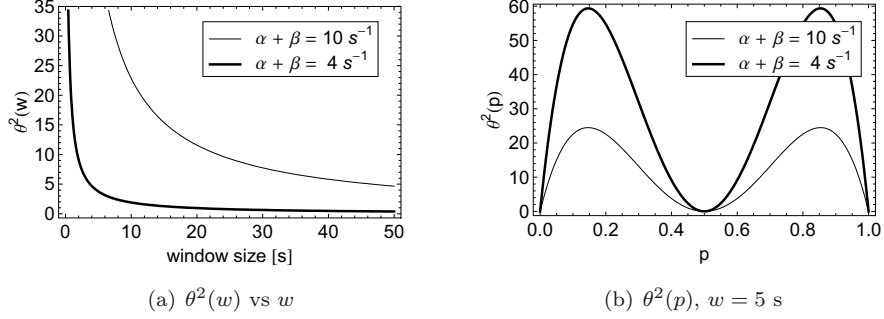 35
30
25
20
15
10
5
0
θ²(w)
α + β = 10 s⁻¹
α + β = 4 s⁻¹
0 10 20 30 40 50
window size [s]
(a) θ²(w) vs w
60
50
40
30
20
10
0
θ²(p)
α + β = 10 s⁻¹
α + β = 4 s⁻¹
0.0 0.2 0.4 0.6 0.8 1.0
p
(b) θ²(p), w = 5 s